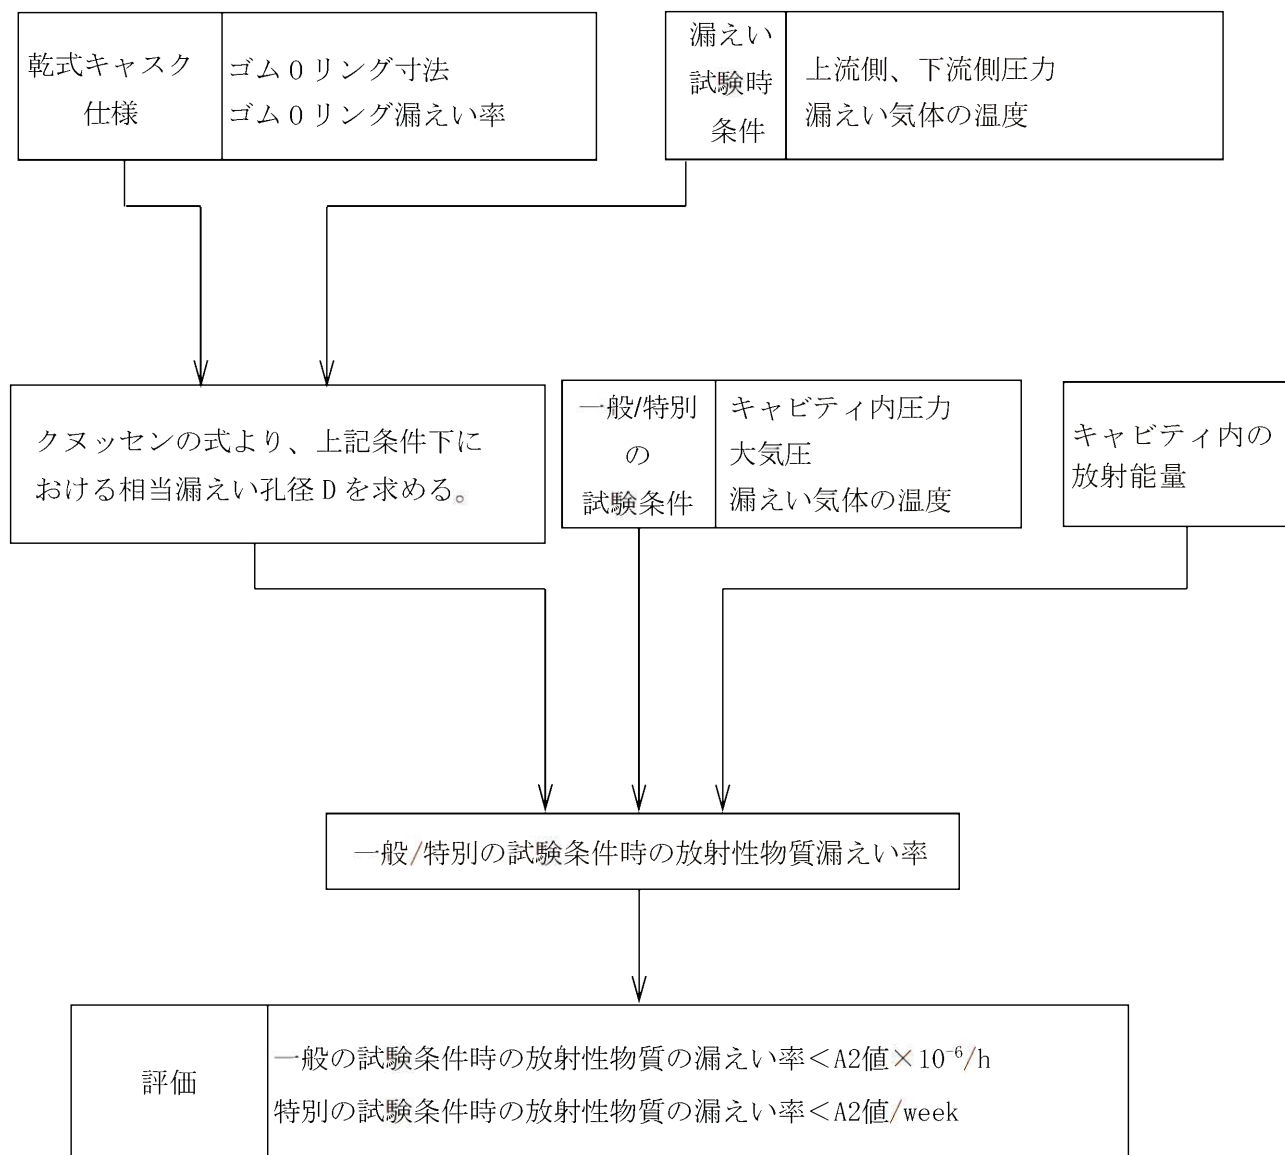 乾式キャスク
仕様
ゴムOリング寸法
ゴムOリング漏えい率
漏えい
試験時
条件
上流側、下流側圧力
漏えい気体の温度
クヌッセンの式より、上記条件下に
おける相当漏えい孔径Dを求める。
一般/特別
の
試験条件
キャビティ内圧力
大気圧
漏えい気体の温度
キャビティ内の
放射能量
一般/特別の試験条件時の放射性物質漏えい率
評価
一般の試験条件時の放射性物質の漏えい率<A2値×10⁻⁶/h
特別の試験条件時の放射性物質の漏えい率<A2値/week